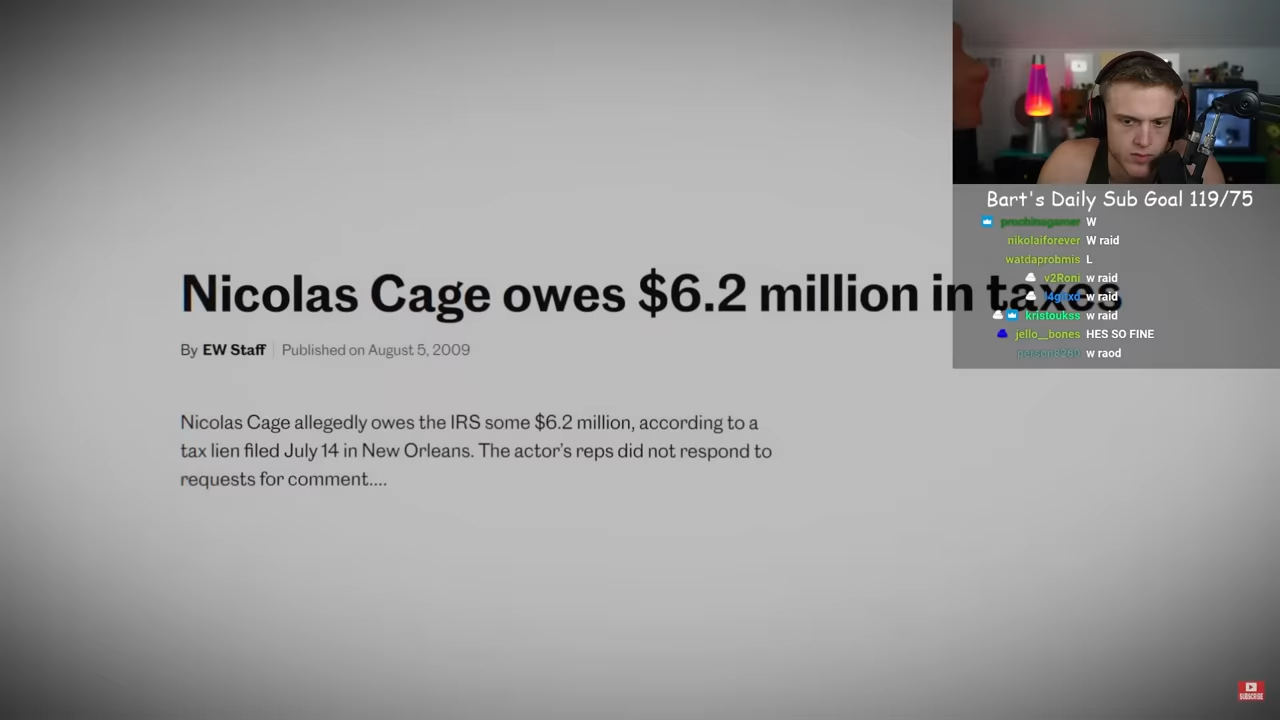 Nicolas Cage owes $6.2 million in taxes
By EW Staff Published on August 5, 2009
Nicolas Cage allegedly owes the IRS some $6.2 million, according to a
tax lien filed July 14 in New Orleans. The actor's reps did not respond to
requests for comment....
Bart's Daily Sub Goal 119/75
W
nikolaiforever W raid
watdaprobmis L
v2Roni w raid
w raid
kristoukss w raid
jello__bones HES SO FINE
person8260 w raod
SUBSCRIBE